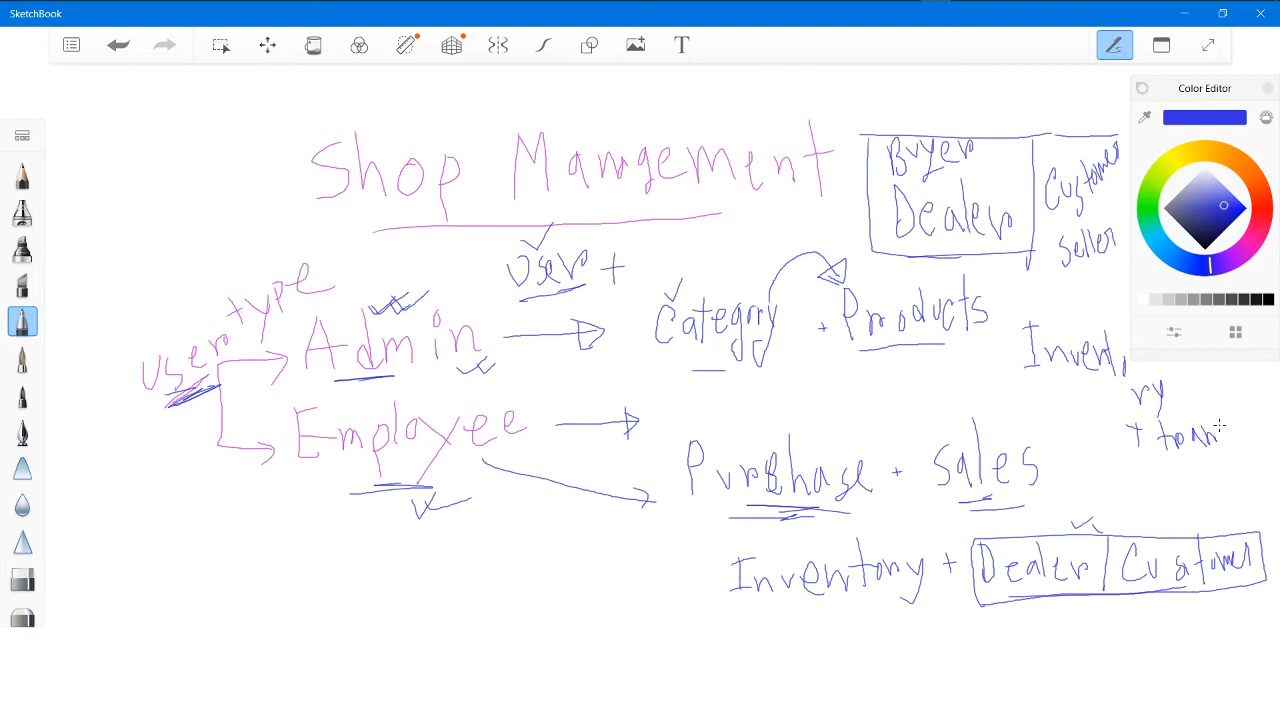 SketchBook
Color Editor
Shop Mangement
Buyer
Dealer
Customer
seller
User +
user type
Admin
Category + Products
Inventory
+ tran
Employee
Purchase + sales
Inventory + Dealer Customer